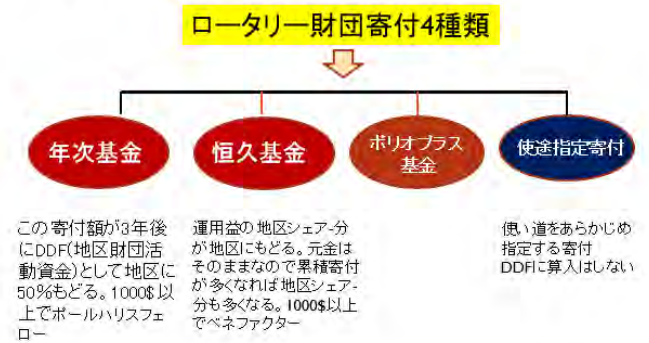 ロータリー財団寄付4種類
年次基金
恒久基金
ポリオプラス
基金
使途指定寄付
この寄付額が3年後
にDDF(地区財団活
動資金)として地区に
50%もどる。1000$以
上でポールハリスフェ
ロー
運用益の地区シェア-分
が地区にもどる。元金は
そのままなので累積寄付
が多くなれば地区シェア-
分も多くなる。1000$以上
でベネファクター
使い道をあらかじめ
指定する寄付
DDFに算入はしない